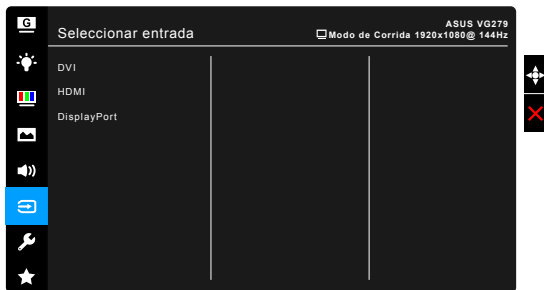 G
ASUS VG279
Seleccionar entrada
Modo de Corrida 1920x1080@ 144Hz
DVI
HDMI
DisplayPort